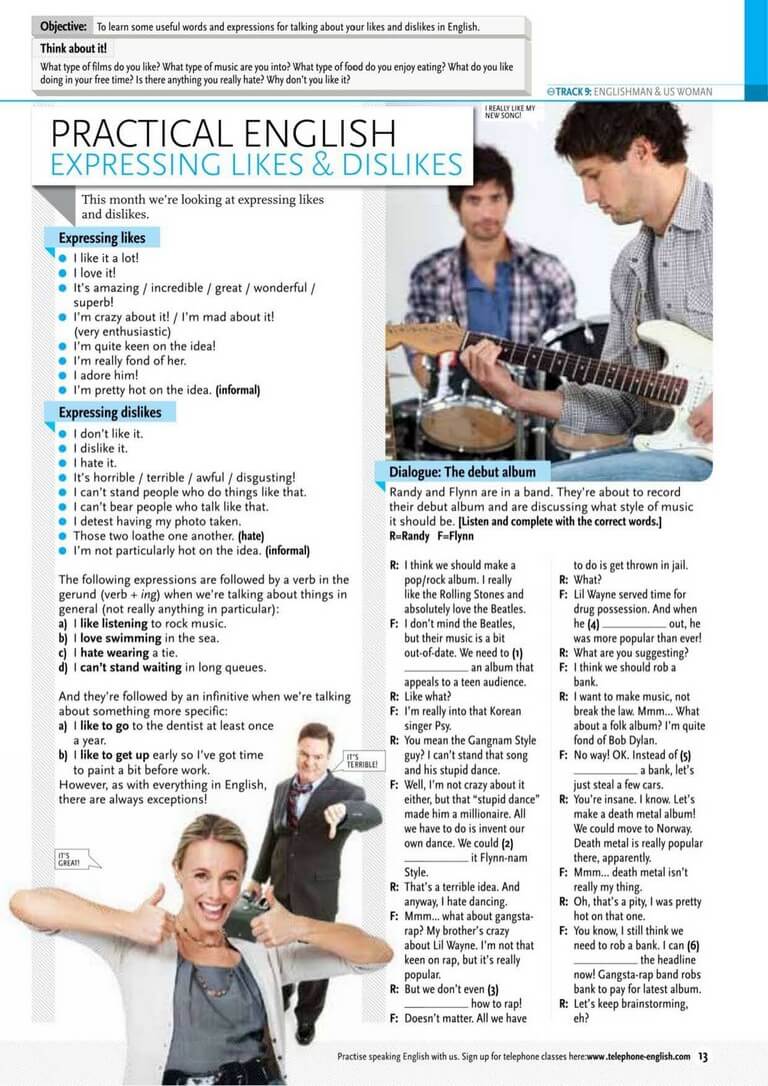 Objective: To learn some useful words and expressions for talking about your likes and dislikes in English.
Think about it!
What type of films do you like? What type of music are you into? What type of food do you enjoy eating? What do you like
doing in your free time? Is there anything you really hate? Why don't you like it?
TRACK 9: ENGLISHMAN & US WOMAN
I REALLY LIKE MY
NEW SONG!
PRACTICAL ENGLISH
EXPRESSING LIKES & DISLIKES
This month we're looking at expressing likes
and dislikes.
Expressing likes
I like it a lot!
I love it!
It's amazing / incredible / great / wonderful /
superb!
I'm crazy about it! / I'm mad about it!
(very enthusiastic)
I'm quite keen on the idea!
I'm really fond of her.
I adore him!
I'm pretty hot on the idea. (informal)
Expressing dislikes
I don't like it.
I dislike it.
I hate it.
It's horrible / terrible / awful / disgusting!
I can't stand people who do things like that.
I can't bear people who talk like that.
I detest having my photo taken.
Those two loathe one another. (hate)
I'm not particularly hot on the idea. (informal)
The following expressions are followed by a verb in the
gerund (verb + ing) when we're talking about things in
general (not really anything in particular):
a) I like listening to rock music.
b) I love swimming in the sea.
c) I hate wearing a tie.
d) I can't stand waiting in long queues.
And they're followed by an infinitive when we're talking
about something more specific:
a) I like to go to the dentist at least once
a year.
b) I like to get up early so I've got time
to paint a bit before work.
However, as with everything in English,
there are always exceptions!
IT'S
TERRIBLE!
IT'S
GREAT!
Dialogue: The debut album
Randy and Flynn are in a band. They're about to record
their debut album and are discussing what style of music
it should be. [Listen and complete with the correct words.]
R=Randy F=Flynn
R: I think we should make a
pop/rock album. I really
like the Rolling Stones and
absolutely love the Beatles.
F: I don't mind the Beatles,
but their music is a bit
out-of-date. We need to (1)
__________ an album that
appeals to a teen audience.
R: Like what?
F: I'm really into that Korean
singer Psy.
R: You mean the Gangnam Style
guy? I can't stand that song
and his stupid dance.
F: Well, I'm not crazy about it
either, but that "stupid dance"
made him a millionaire. All
we have to do is invent our
own dance. We could (2)
__________ it Flynn-nam
Style.
R: That's a terrible idea. And
anyway, I hate dancing.
F: Mmm... what about gangsta-
rap? My brother's crazy
about Lil Wayne. I'm not that
keen on rap, but it's really
popular.
R: But we don't even (3)
__________ how to rap!
F: Doesn't matter. All we have
to do is get thrown in jail.
R: What?
F: Lil Wayne served time for
drug possession. And when
he (4) __________ out, he
was more popular than ever!
R: What are you suggesting?
F: I think we should rob a
bank.
R: I want to make music, not
break the law. Mmm... What
about a folk album? I'm quite
fond of Bob Dylan.
F: No way! OK. Instead of (5)
__________ a bank, let's
just steal a few cars.
R: You're insane. I know. Let's
make a death metal album!
We could move to Norway.
Death metal is really popular
there, apparently.
F: Mmm... death metal isn't
really my thing.
R: Oh, that's a pity, I was pretty
hot on that one.
F: You know, I still think we
need to rob a bank. I can (6)
__________ the headline
now! Gangsta-rap band robs
bank to pay for latest album.
R: Let's keep brainstorming,
eh?
Practise speaking English with us. Sign up for telephone classes here:www.telephone-english.com 13